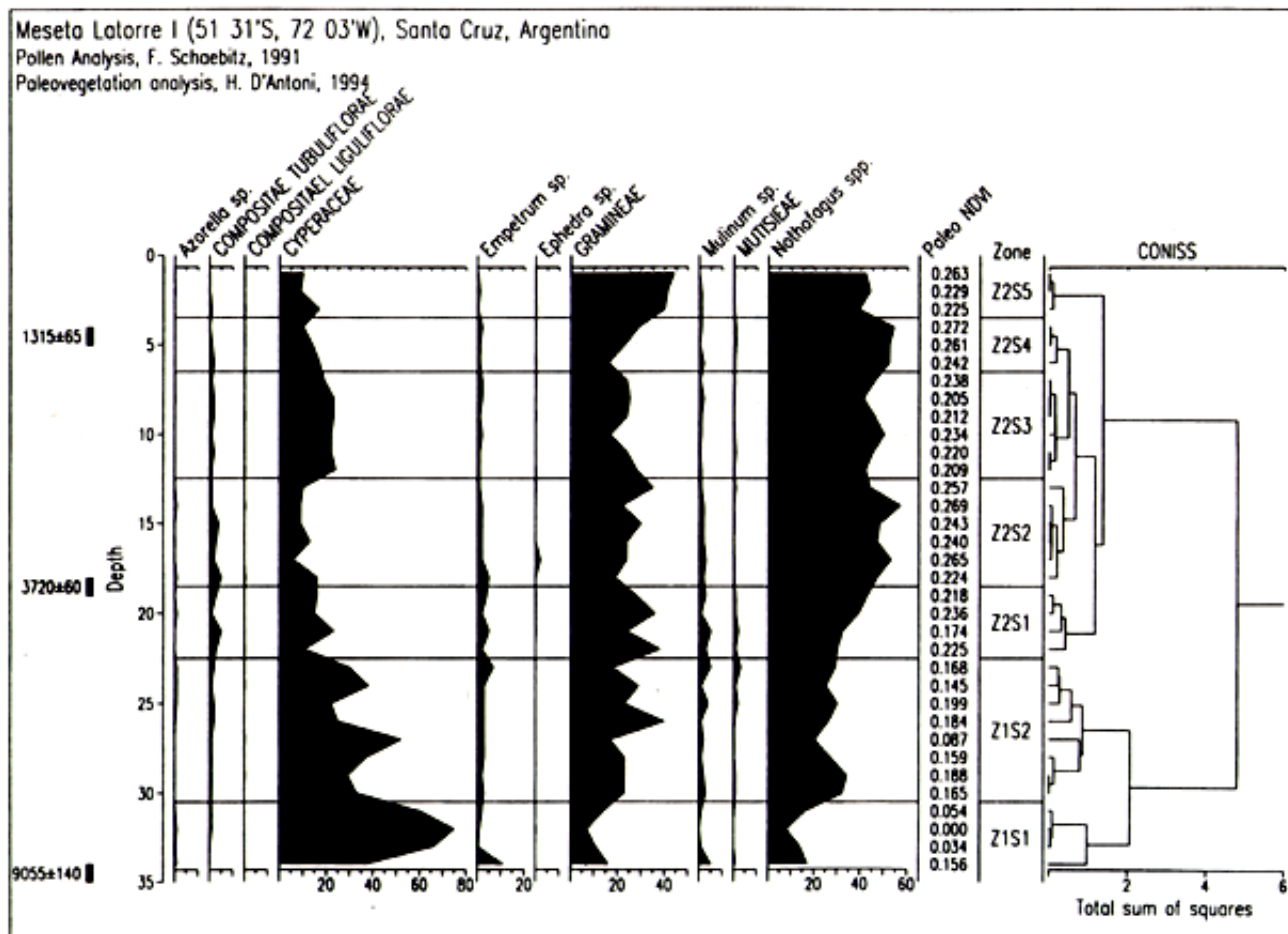 Meseta Latorre I (51 31'S, 72 03'W), Santa Cruz, Argentina
Pollen Analysis, F. Schaebitz, 1991
Paleovegetation analysis, H. D'Antoni, 1994
Azorella sp.
COMPOSITAE TUBULIFLORAE
COMPOSITAEL LIGULIFLORAE
CYPERACEAE
Empetrum sp.
Ephedra sp.
GRAMINEAE
Mulinum sp.
MUTISIEAE
Nothofagus spp.
Paleo NDVI
Zone
CONISS
Depth
0
5
10
15
20
25
30
35
1315±65
3720±60
9055±140
0.263
0.229
0.225
0.272
0.261
0.242
0.238
0.205
0.212
0.234
0.220
0.209
0.257
0.269
0.243
0.240
0.265
0.224
0.218
0.236
0.174
0.225
0.168
0.145
0.199
0.184
0.087
0.159
0.188
0.165
0.054
0.000
0.034
0.156
Z2S5
Z2S4
Z2S3
Z2S2
Z2S1
Z1S2
Z1S1
20 40 60 80
20
20 40
20 40 60
2 4 6
Total sum of squares